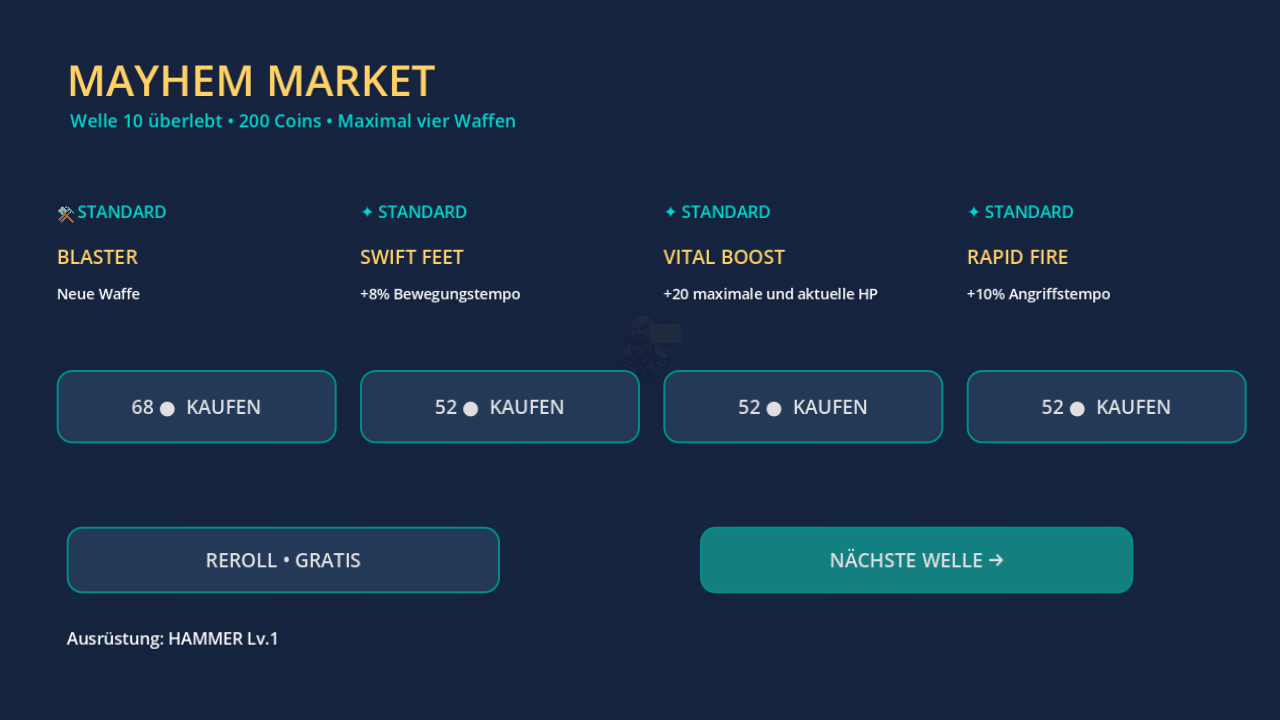 MAYHEM MARKET
Welle 10 überlebt • 200 Coins • Maximal vier Waffen
⚒ STANDARD
✦ STANDARD
✦ STANDARD
✦ STANDARD
BLASTER
SWIFT FEET
VITAL BOOST
RAPID FIRE
Neue Waffe
+8% Bewegungstempo
+20 maximale und aktuelle HP
+10% Angriffstempo
68 ● KAUFEN
52 ● KAUFEN
52 ● KAUFEN
52 ● KAUFEN
REROLL • GRATIS
NÄCHSTE WELLE →
Ausrüstung: HAMMER Lv.1